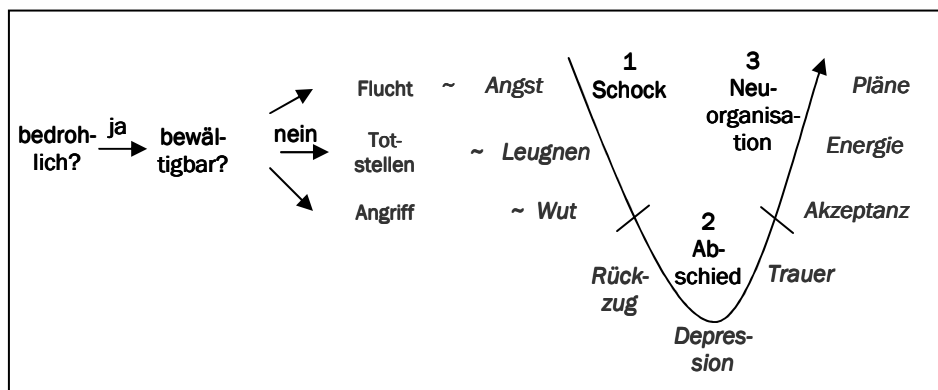 bedroh-
lich?
ja
bewäl-
tigbar?
nein
Flucht ~ Angst
Tot-
stellen
~ Leugnen
Angriff
~ Wut
1
Schock
2
Ab-
schied
3
Neu-
organisa-
tion
Rück-
zug
Depres-
sion
Trauer
Akzeptanz
Energie
Pläne